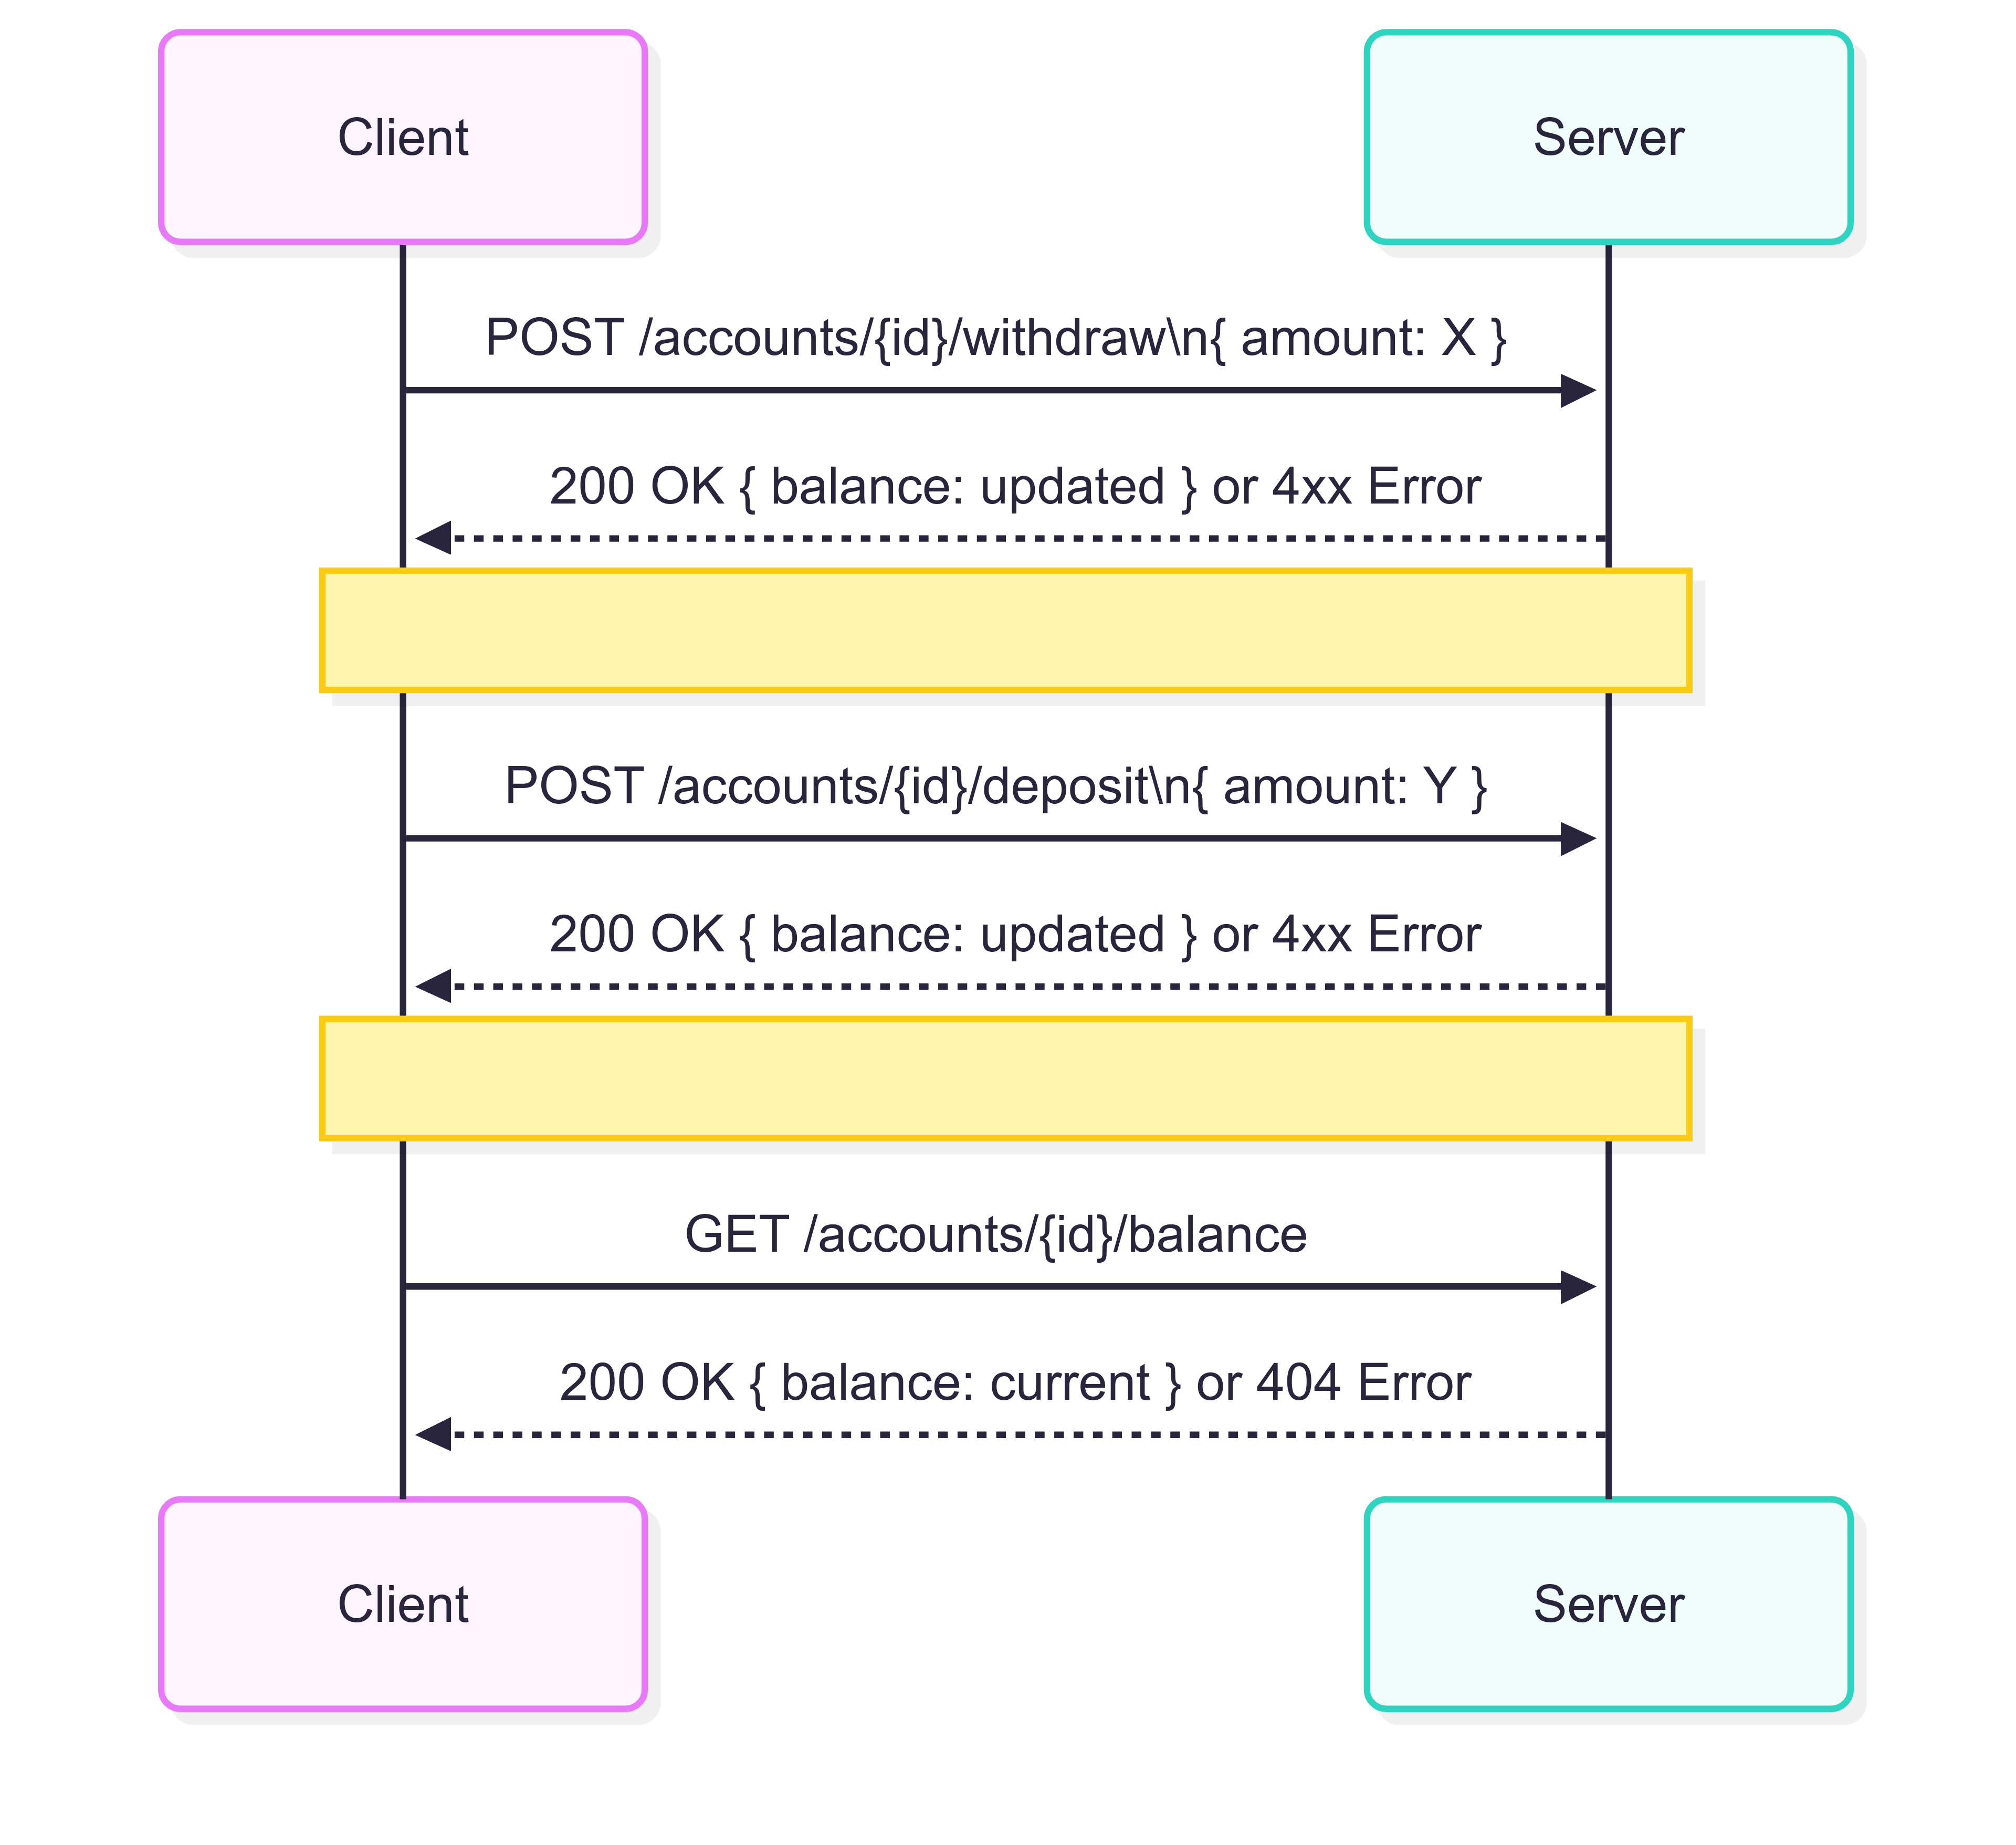 Client
Server
POST /accounts/{id}/withdraw\n{ amount: X }
200 OK { balance: updated } or 4xx Error
POST /accounts/{id}/deposit\n{ amount: Y }
200 OK { balance: updated } or 4xx Error
GET /accounts/{id}/balance
200 OK { balance: current } or 404 Error
Client
Server